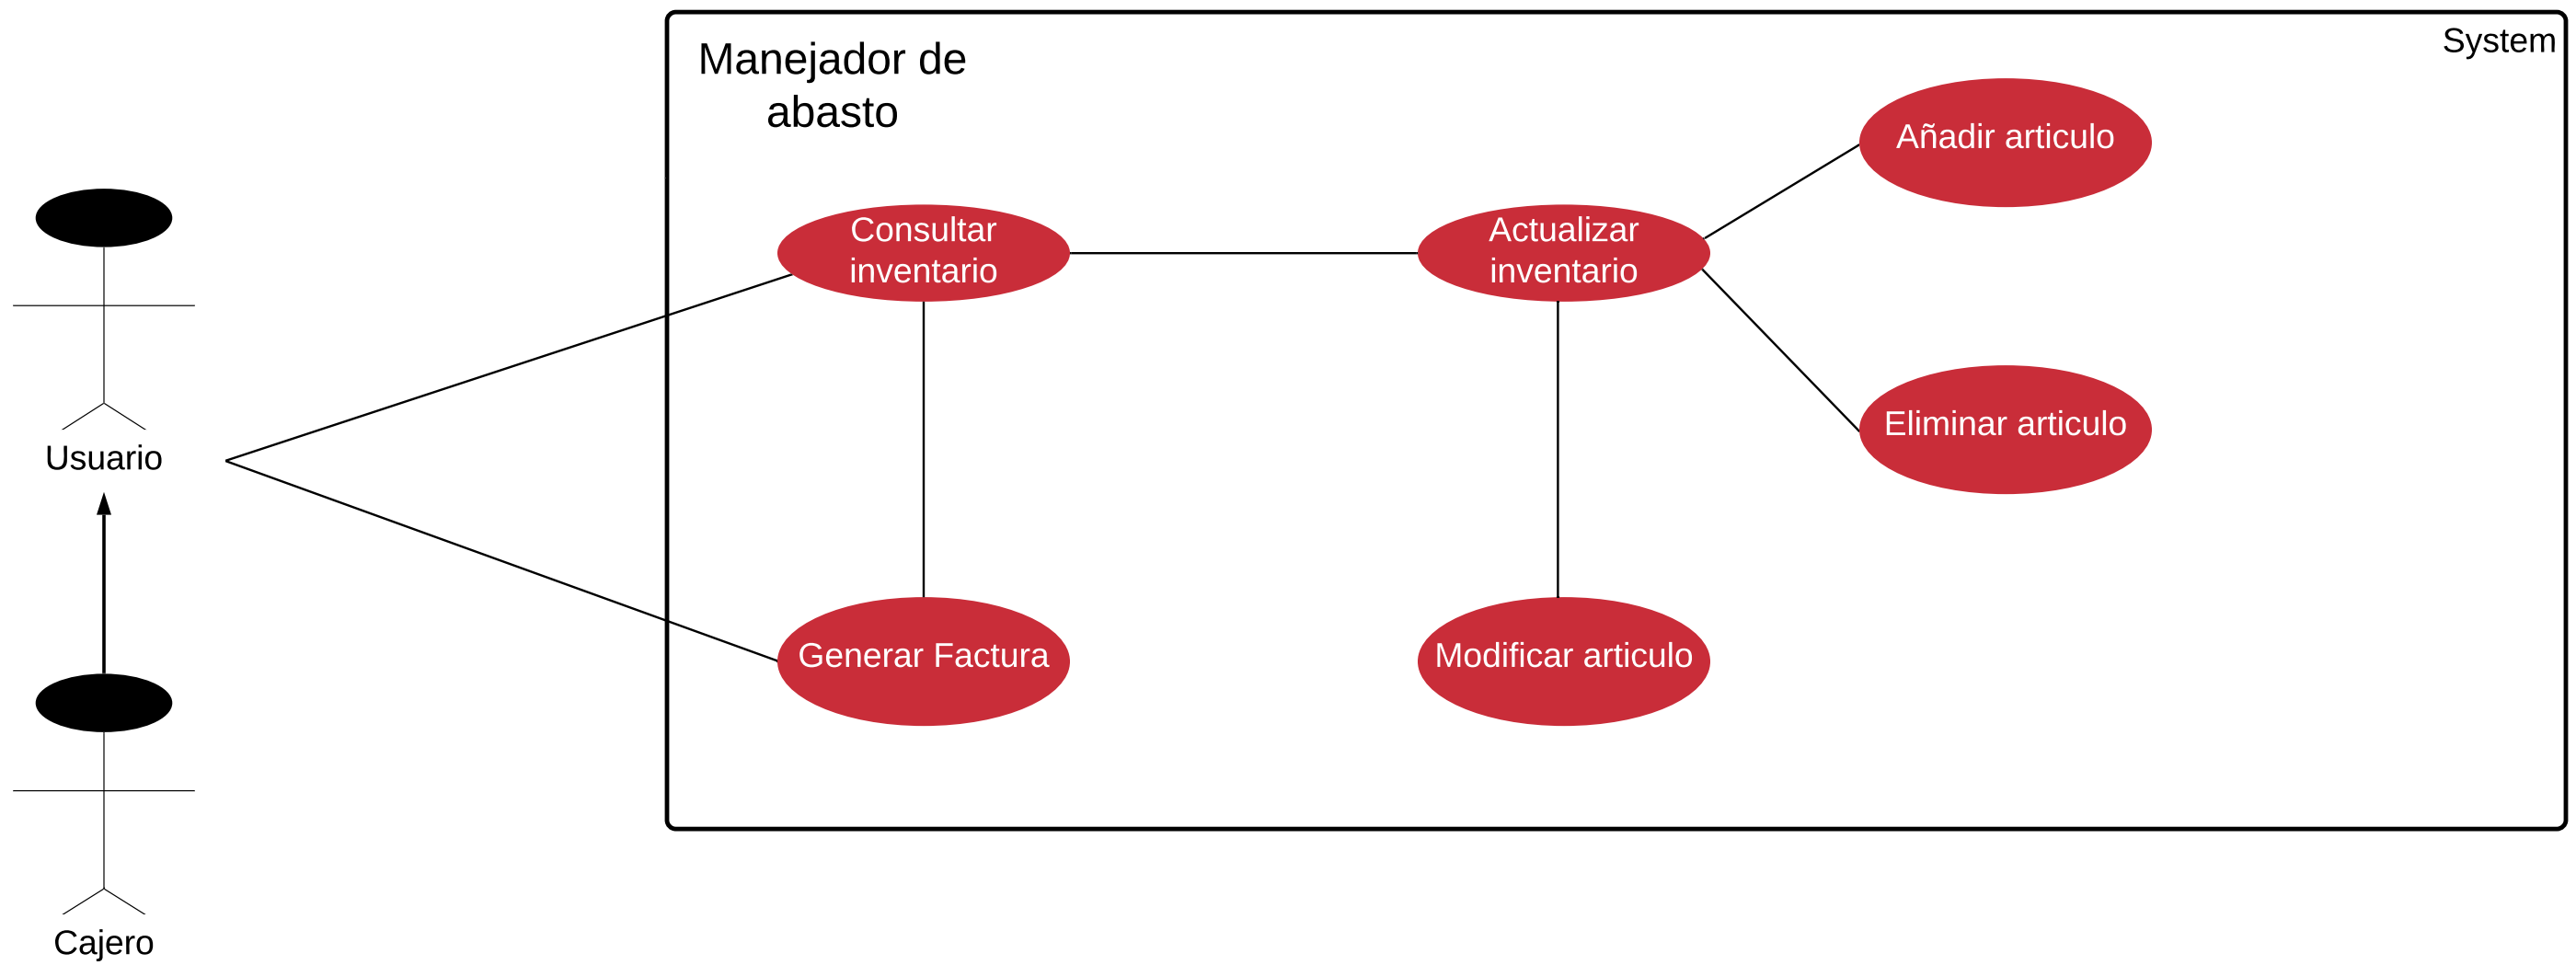 System
Manejador de
abasto
Añadir articulo
Consultar
inventario
Actualizar
inventario
Eliminar articulo
Usuario
Generar Factura
Modificar articulo
Cajero